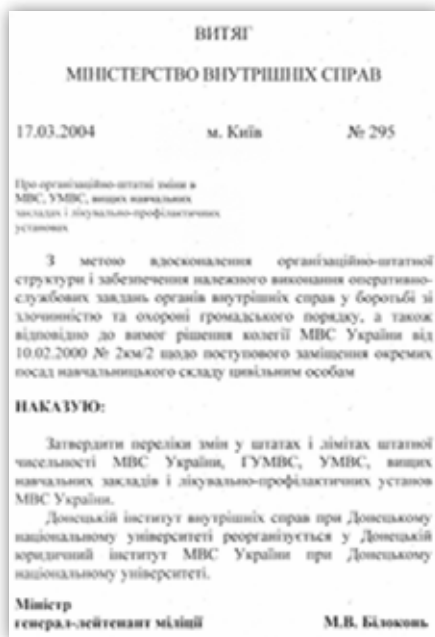 ВИТЯГ
МІНІСТЕРСТВО ВНУТРІШНІХ СПРАВ
17.03.2004 м. Київ № 295
Про організаційно-штатні зміни в
МВС, УМВС, вищих навчальних
закладах і лікувально-профілактичних
установах
З метою вдосконалення організаційно-штатної
структури і забезпечення належного виконання оперативно-
службових завдань органів внутрішніх справ у боротьбі зі
злочинністю та охороні громадського порядку, а також
відповідно до вимог рішення колегії МВС України від
10.02.2000 № 2км/2 щодо поступового заміщення окремих
посад навчальницького складу цивільним особам
НАКАЗУЮ:
Затвердити переліки змін у штатах і лімітах штатної
чисельності МВС України, ГУМВС, УМВС, вищих
навчальних закладів і лікувально-профілактичних установ
МВС України.
Донецький інститут внутрішніх справ при Донецькому
національному університеті реорганізується у Донецькій
юридичний інститут МВС України при Донецькому
національному університеті.
Міністр
генерал-лейтенант міліції М.В. Білоконь